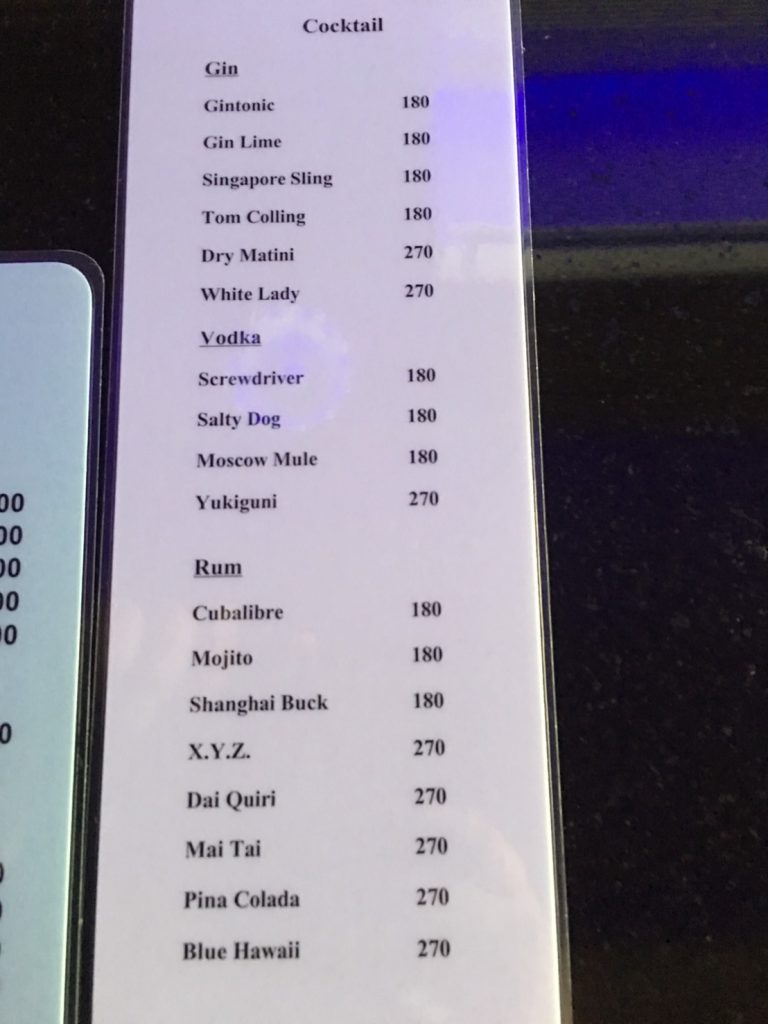 Cocktail
Gin
Gintonic 180
Gin Lime 180
Singapore Sling 180
Tom Colling 180
Dry Matini 270
White Lady 270
Vodka
Screwdriver 180
Salty Dog 180
Moscow Mule 180
Yukiguni 270
Rum
Cubalibre 180
Mojito 180
Shanghai Buck 180
X.Y.Z. 270
Dai Quiri 270
Mai Tai 270
Pina Colada 270
Blue Hawaii 270